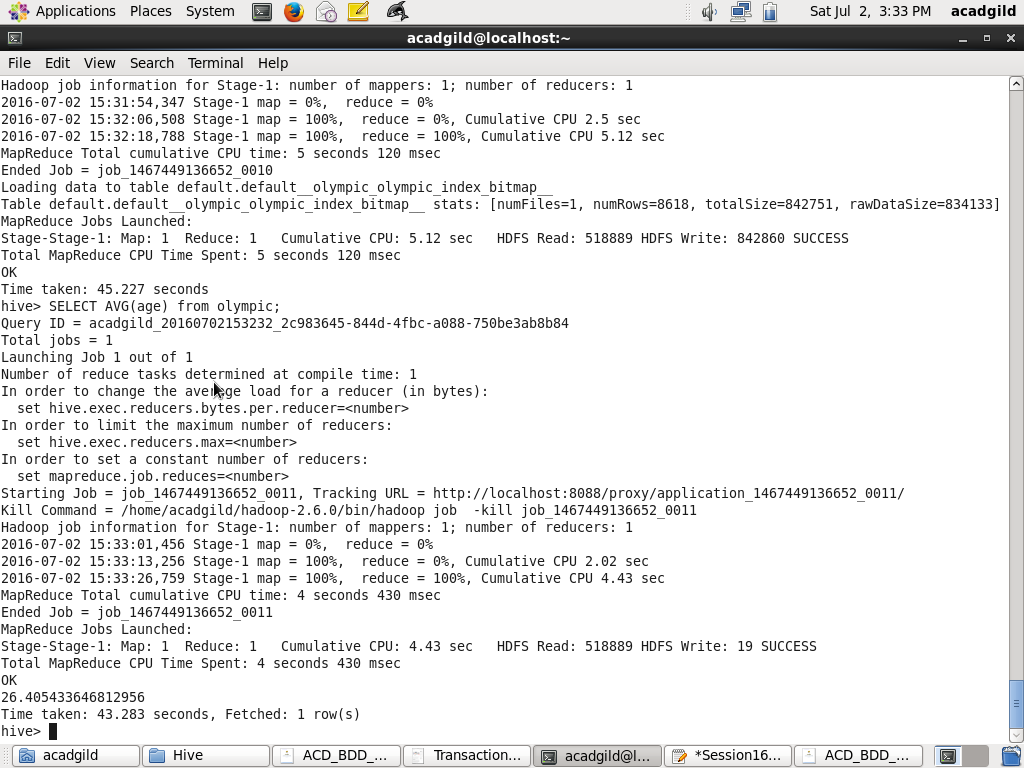 Applications Places System Sat Jul 2, 3:33 PM acadgild
acadgild@localhost:~
File Edit View Search Terminal Help
Hadoop job information for Stage-1: number of mappers: 1; number of reducers: 1
2016-07-02 15:31:54,347 Stage-1 map = 0%,  reduce = 0%
2016-07-02 15:32:06,508 Stage-1 map = 100%,  reduce = 0%, Cumulative CPU 2.5 sec
2016-07-02 15:32:18,788 Stage-1 map = 100%,  reduce = 100%, Cumulative CPU 5.12 sec
MapReduce Total cumulative CPU time: 5 seconds 120 msec
Ended Job = job_1467449136652_0010
Loading data to table default.default__olympic_olympic_index_bitmap__
Table default.default__olympic_olympic_index_bitmap__ stats: [numFiles=1, numRows=8618, totalSize=842751, rawDataSize=834133]
MapReduce Jobs Launched:
Stage-Stage-1: Map: 1  Reduce: 1   Cumulative CPU: 5.12 sec   HDFS Read: 518889 HDFS Write: 842860 SUCCESS
Total MapReduce CPU Time Spent: 5 seconds 120 msec
OK
Time taken: 45.227 seconds
hive> SELECT AVG(age) from olympic;
Query ID = acadgild_20160702153232_2c983645-844d-4fbc-a088-750be3ab8b84
Total jobs = 1
Launching Job 1 out of 1
Number of reduce tasks determined at compile time: 1
In order to change the average load for a reducer (in bytes):
  set hive.exec.reducers.bytes.per.reducer=<number>
In order to limit the maximum number of reducers:
  set hive.exec.reducers.max=<number>
In order to set a constant number of reducers:
  set mapreduce.job.reduces=<number>
Starting Job = job_1467449136652_0011, Tracking URL = http://localhost:8088/proxy/application_1467449136652_0011/
Kill Command = /home/acadgild/hadoop-2.6.0/bin/hadoop job  -kill job_1467449136652_0011
Hadoop job information for Stage-1: number of mappers: 1; number of reducers: 1
2016-07-02 15:33:01,456 Stage-1 map = 0%,  reduce = 0%
2016-07-02 15:33:13,256 Stage-1 map = 100%,  reduce = 0%, Cumulative CPU 2.02 sec
2016-07-02 15:33:26,759 Stage-1 map = 100%,  reduce = 100%, Cumulative CPU 4.43 sec
MapReduce Total cumulative CPU time: 4 seconds 430 msec
Ended Job = job_1467449136652_0011
MapReduce Jobs Launched:
Stage-Stage-1: Map: 1  Reduce: 1   Cumulative CPU: 4.43 sec   HDFS Read: 518889 HDFS Write: 19 SUCCESS
Total MapReduce CPU Time Spent: 4 seconds 430 msec
OK
26.405433646812956
Time taken: 43.283 seconds, Fetched: 1 row(s)
hive>
acadgild Hive ACD_BDD_... Transaction... acadgild@l... *Session16... ACD_BDD_...